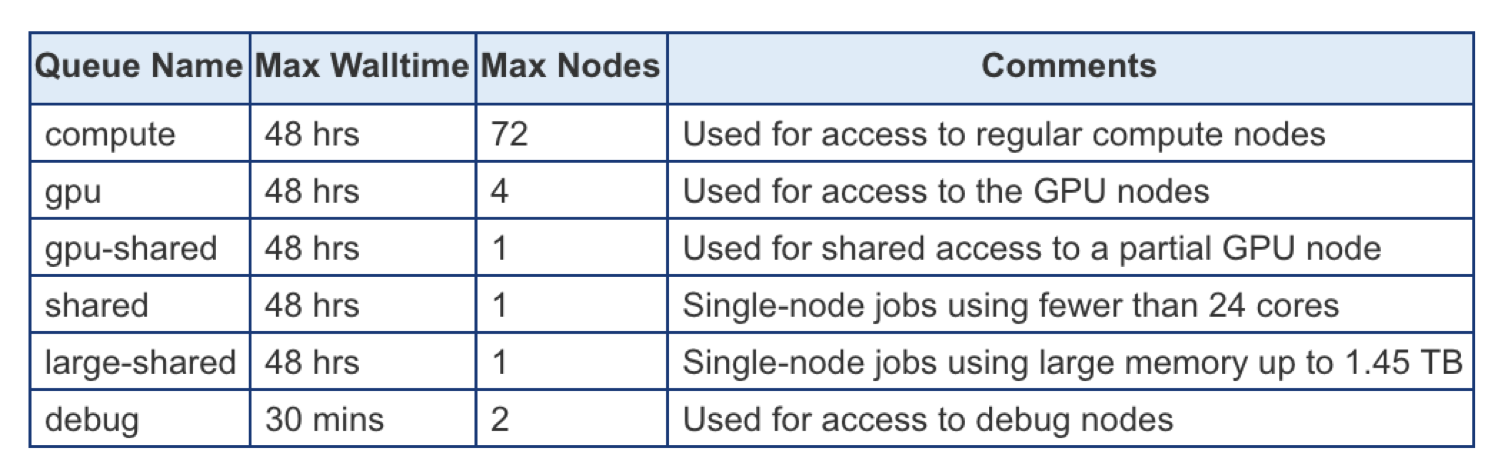 Queue Name Max Walltime Max Nodes Comments
compute 48 hrs 72 Used for access to regular compute nodes
gpu 48 hrs 4 Used for access to the GPU nodes
gpu-shared 48 hrs 1 Used for shared access to a partial GPU node
shared 48 hrs 1 Single-node jobs using fewer than 24 cores
large-shared 48 hrs 1 Single-node jobs using large memory up to 1.45 TB
debug 30 mins 2 Used for access to debug nodes